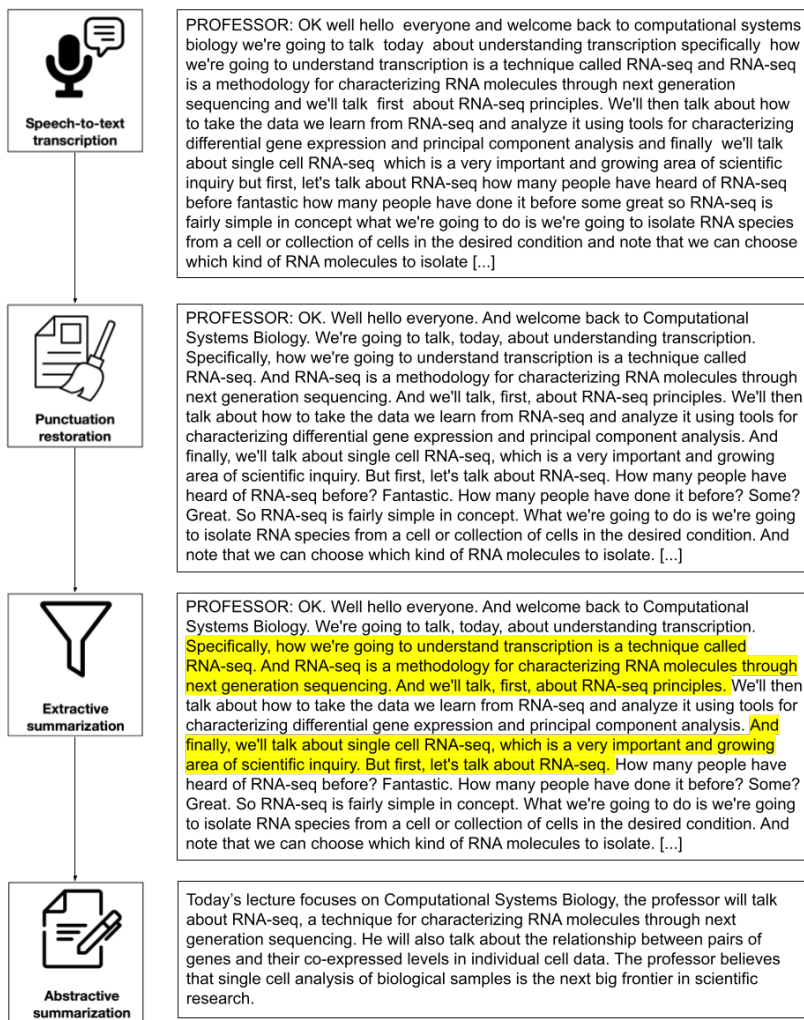 Speech-to-text
transcription
PROFESSOR: OK well hello everyone and welcome back to computational systems
biology we're going to talk today about understanding transcription specifically how
we're going to understand transcription is a technique called RNA-seq and RNA-seq
is a methodology for characterizing RNA molecules through next generation
sequencing and we'll talk first about RNA-seq principles. We'll then talk about how
to take the data we learn from RNA-seq and analyze it using tools for characterizing
differential gene expression and principal component analysis and finally we'll talk
about single cell RNA-seq which is a very important and growing area of scientific
inquiry but first, let's talk about RNA-seq how many people have heard of RNA-seq
before fantastic how many people have done it before some great so RNA-seq is
fairly simple in concept what we're going to do is we're going to isolate RNA species
from a cell or collection of cells in the desired condition and note that we can choose
which kind of RNA molecules to isolate [...]
Punctuation
restoration
PROFESSOR: OK. Well hello everyone. And welcome back to Computational
Systems Biology. We're going to talk, today, about understanding transcription.
Specifically, how we're going to understand transcription is a technique called
RNA-seq. And RNA-seq is a methodology for characterizing RNA molecules through
next generation sequencing. And we'll talk, first, about RNA-seq principles. We'll then
talk about how to take the data we learn from RNA-seq and analyze it using tools for
characterizing differential gene expression and principal component analysis. And
finally, we'll talk about single cell RNA-seq, which is a very important and growing
area of scientific inquiry. But first, let's talk about RNA-seq. How many people have
heard of RNA-seq before? Fantastic. How many people have done it before? Some?
Great. So RNA-seq is fairly simple in concept. What we're going to do is we're going
to isolate RNA species from a cell or collection of cells in the desired condition. And
note that we can choose which kind of RNA molecules to isolate. [...]
Extractive
summarization
PROFESSOR: OK. Well hello everyone. And welcome back to Computational
Systems Biology. We're going to talk, today, about understanding transcription.
Specifically, how we're going to understand transcription is a technique called
RNA-seq. And RNA-seq is a methodology for characterizing RNA molecules through
next generation sequencing. And we'll talk, first, about RNA-seq principles. We'll then
talk about how to take the data we learn from RNA-seq and analyze it using tools for
characterizing differential gene expression and principal component analysis. And
finally, we'll talk about single cell RNA-seq, which is a very important and growing
area of scientific inquiry. But first, let's talk about RNA-seq. How many people have
heard of RNA-seq before? Fantastic. How many people have done it before? Some?
Great. So RNA-seq is fairly simple in concept. What we're going to do is we're going
to isolate RNA species from a cell or collection of cells in the desired condition. And
note that we can choose which kind of RNA molecules to isolate. [...]
Abstractive
summarization
Today's lecture focuses on Computational Systems Biology, the professor will talk
about RNA-seq, a technique for characterizing RNA molecules through next
generation sequencing. He will also talk about the relationship between pairs of
genes and their co-expressed levels in individual cell data. The professor believes
that single cell analysis of biological samples is the next big frontier in scientific
research.